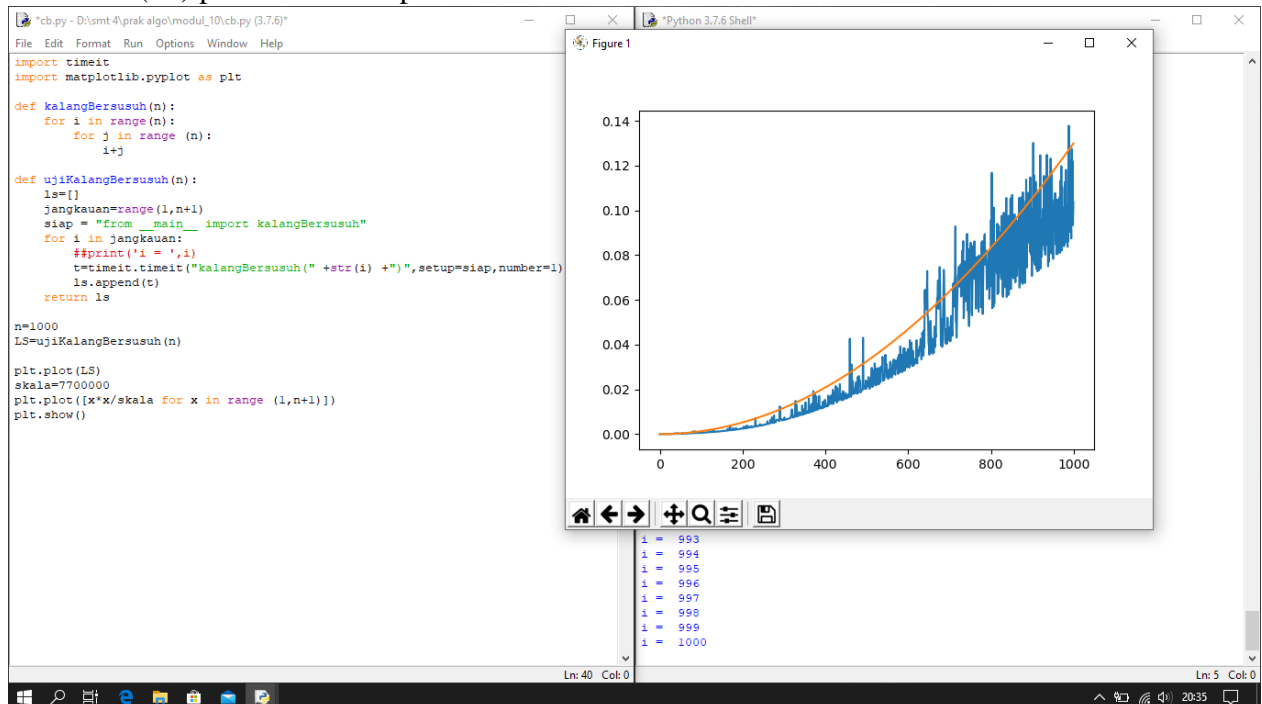 *cb.py - D:\smt 4\prak algo\modul_10\cb.py (3.7.6)*
File Edit Format Run Options Window Help
import timeit
import matplotlib.pyplot as plt
def kalangBersusuh(n):
    for i in range(n):
        for j in range (n):
            i+j
def ujiKalangBersusuh(n):
    ls=[]
    jangkauan=range(1,n+1)
    siap = "from __main__ import kalangBersusuh"
    for i in jangkauan:
        ##print('i = ',i)
        t=timeit.timeit("kalangBersusuh(" +str(i) +")",setup=siap,number=1)
        ls.append(t)
    return ls
n=1000
LS=ujiKalangBersusuh(n)
plt.plot(LS)
skala=7700000
plt.plot([x*x/skala for x in range (1,n+1)])
plt.show()
Ln: 40 Col: 0
*Python 3.7.6 Shell*
Figure 1
0.14
0.12
0.10
0.08
0.06
0.04
0.02
0.00
0 200 400 600 800 1000
i = 993
i = 994
i = 995
i = 996
i = 997
i = 998
i = 999
i = 1000
Ln: 5 Col: 0
20:35